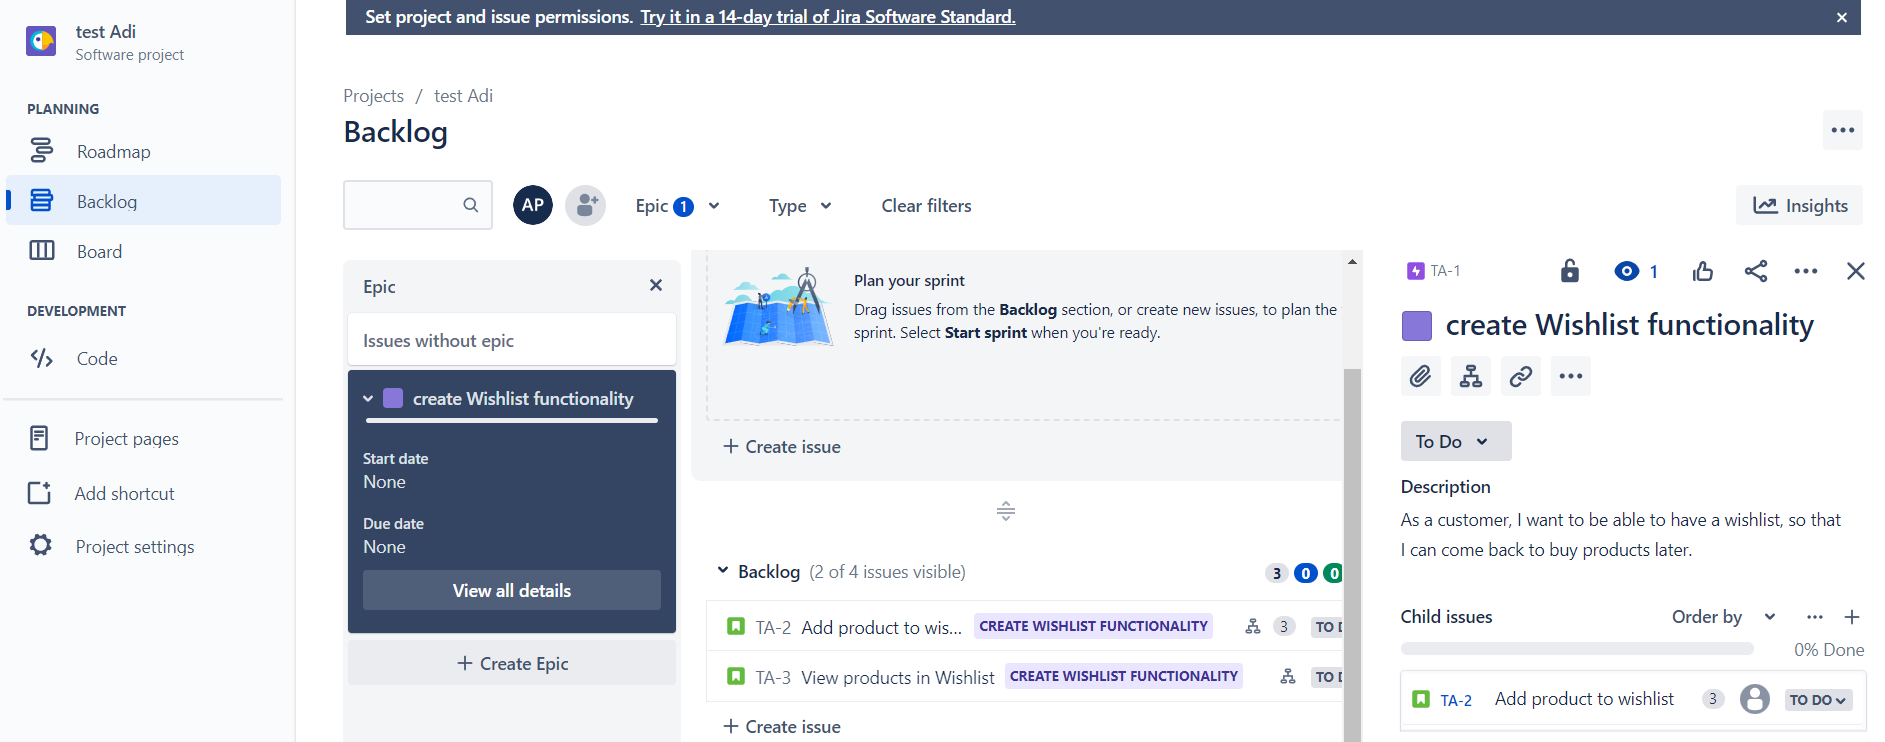 Set project and issue permissions. Try it in a 14-day trial of Jira Software Standard.
test Adi
Software project
PLANNING
Roadmap
Backlog
Board
DEVELOPMENT
Code
Project pages
Add shortcut
Project settings
Projects / test Adi
Backlog
AP
Epic 1
Type
Clear filters
Insights
Epic
Issues without epic
create Wishlist functionality
Start date
None
Due date
None
View all details
+ Create Epic
Plan your sprint
Drag issues from the Backlog section, or create new issues, to plan the
sprint. Select Start sprint when you're ready.
+ Create issue
Backlog (2 of 4 issues visible) 3 0 0
TA-2 Add product to wis... CREATE WISHLIST FUNCTIONALITY 3 TO D
TA-3 View products in Wishlist CREATE WISHLIST FUNCTIONALITY TO D
+ Create issue
TA-1 1
create Wishlist functionality
To Do
Description
As a customer, I want to be able to have a wishlist, so that
I can come back to buy products later.
Child issues Order by
0% Done
TA-2 Add product to wishlist 3 TO DO